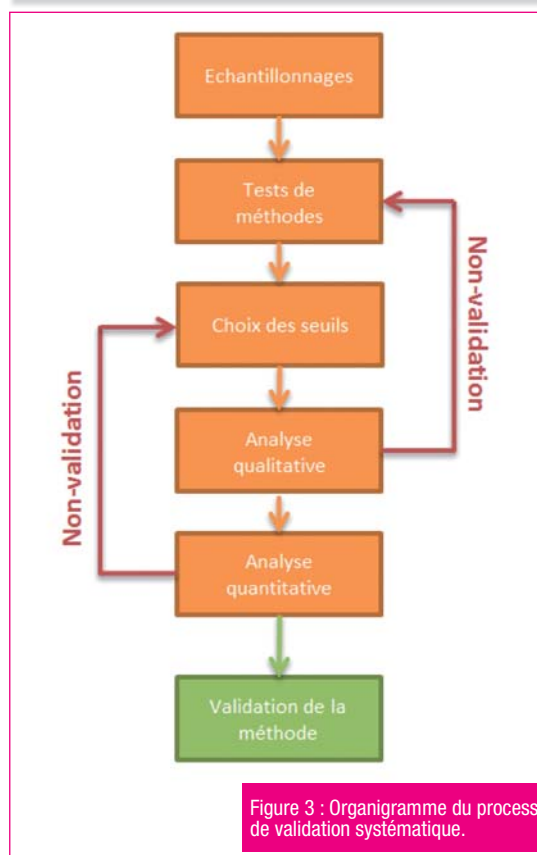 Echantillonnages
Tests de
méthodes
Choix des seuils
Analyse
qualitative
Analyse
quantitative
Validation de la
méthode
Non-validation
Non-validation
Figure 3 : Organigramme du process
de validation systématique.